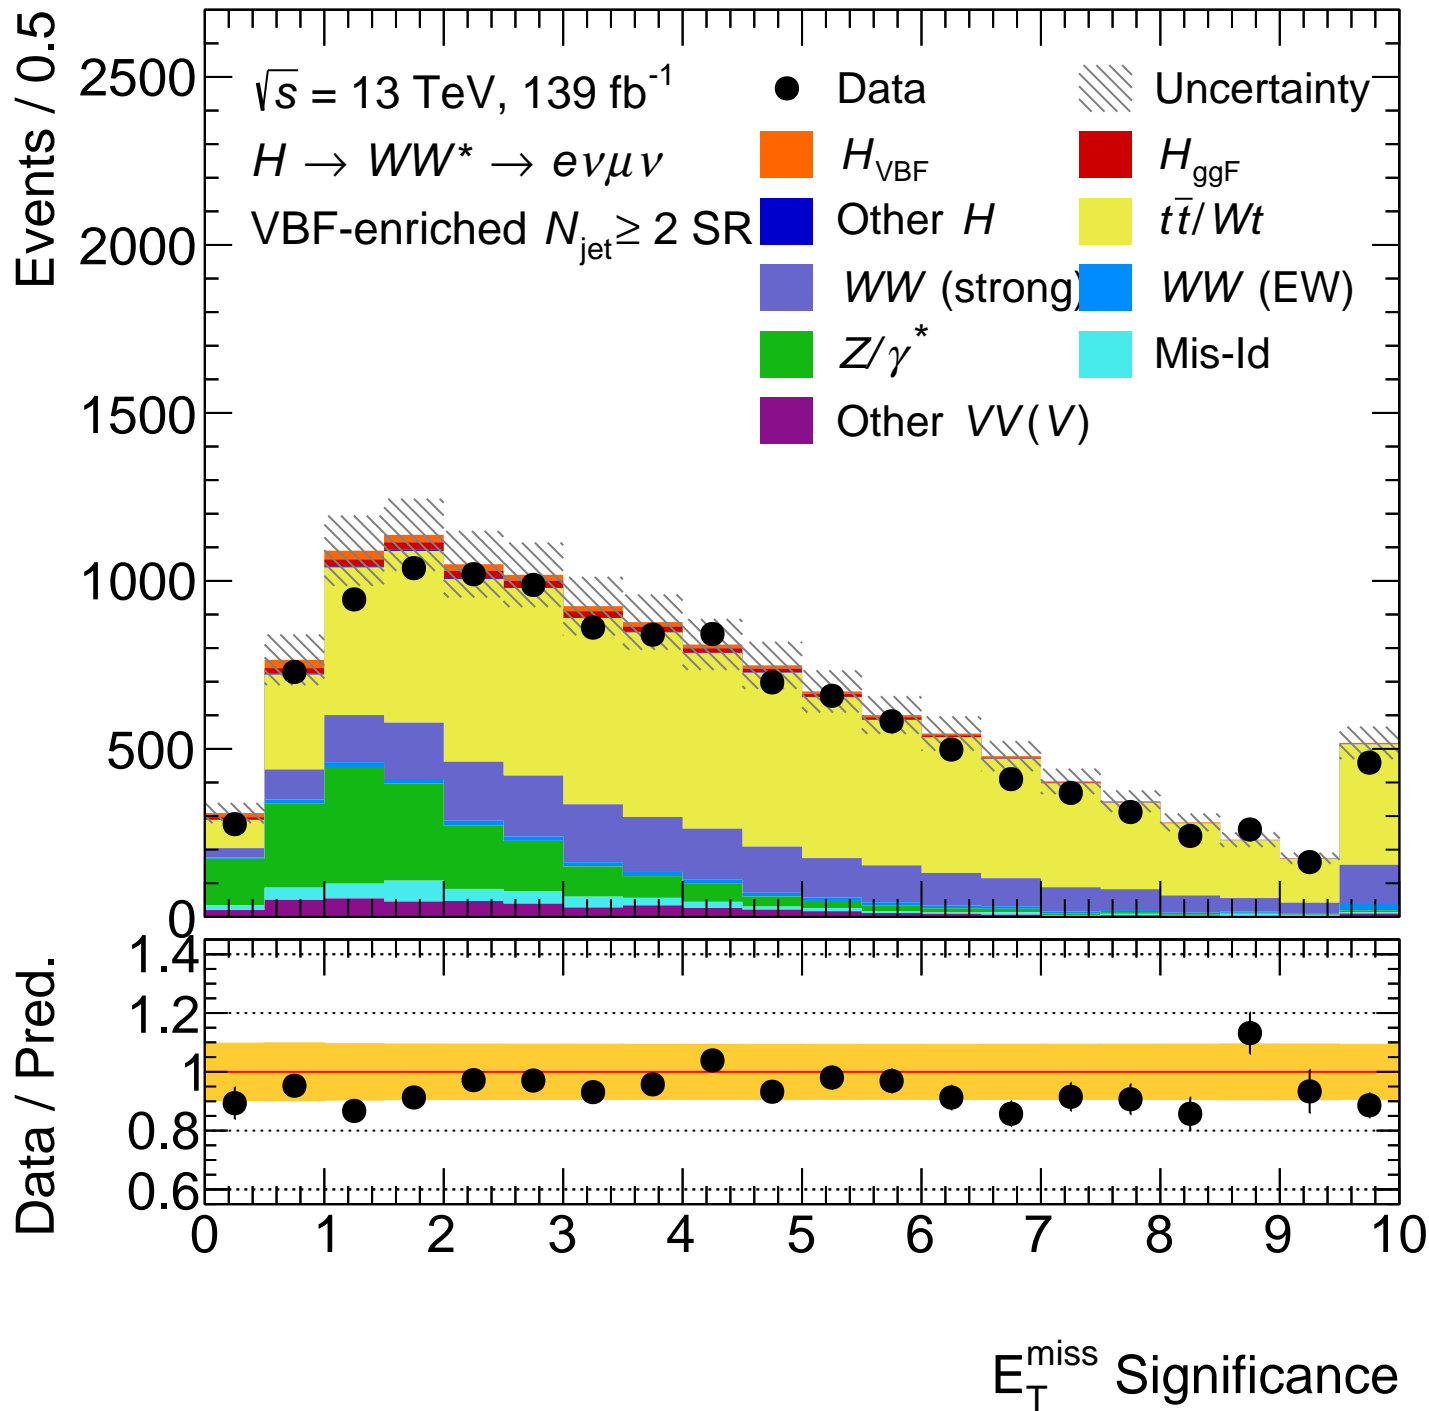 Events / 0.5
2500
2000
1500
1000
500
0
√s = 13 TeV, 139 fb⁻¹
H → WW* → eνμν
VBF-enriched N_jet ≥ 2 SR
Data
Uncertainty
H_VBF
H_ggF
Other H
tt̄/Wt
WW (strong)
WW (EW)
Z/γ*
Mis-Id
Other VV(V)
Data / Pred.
1.4
1.2
1
0.8
0.6
0 1 2 3 4 5 6 7 8 9 10
E_T^miss Significance